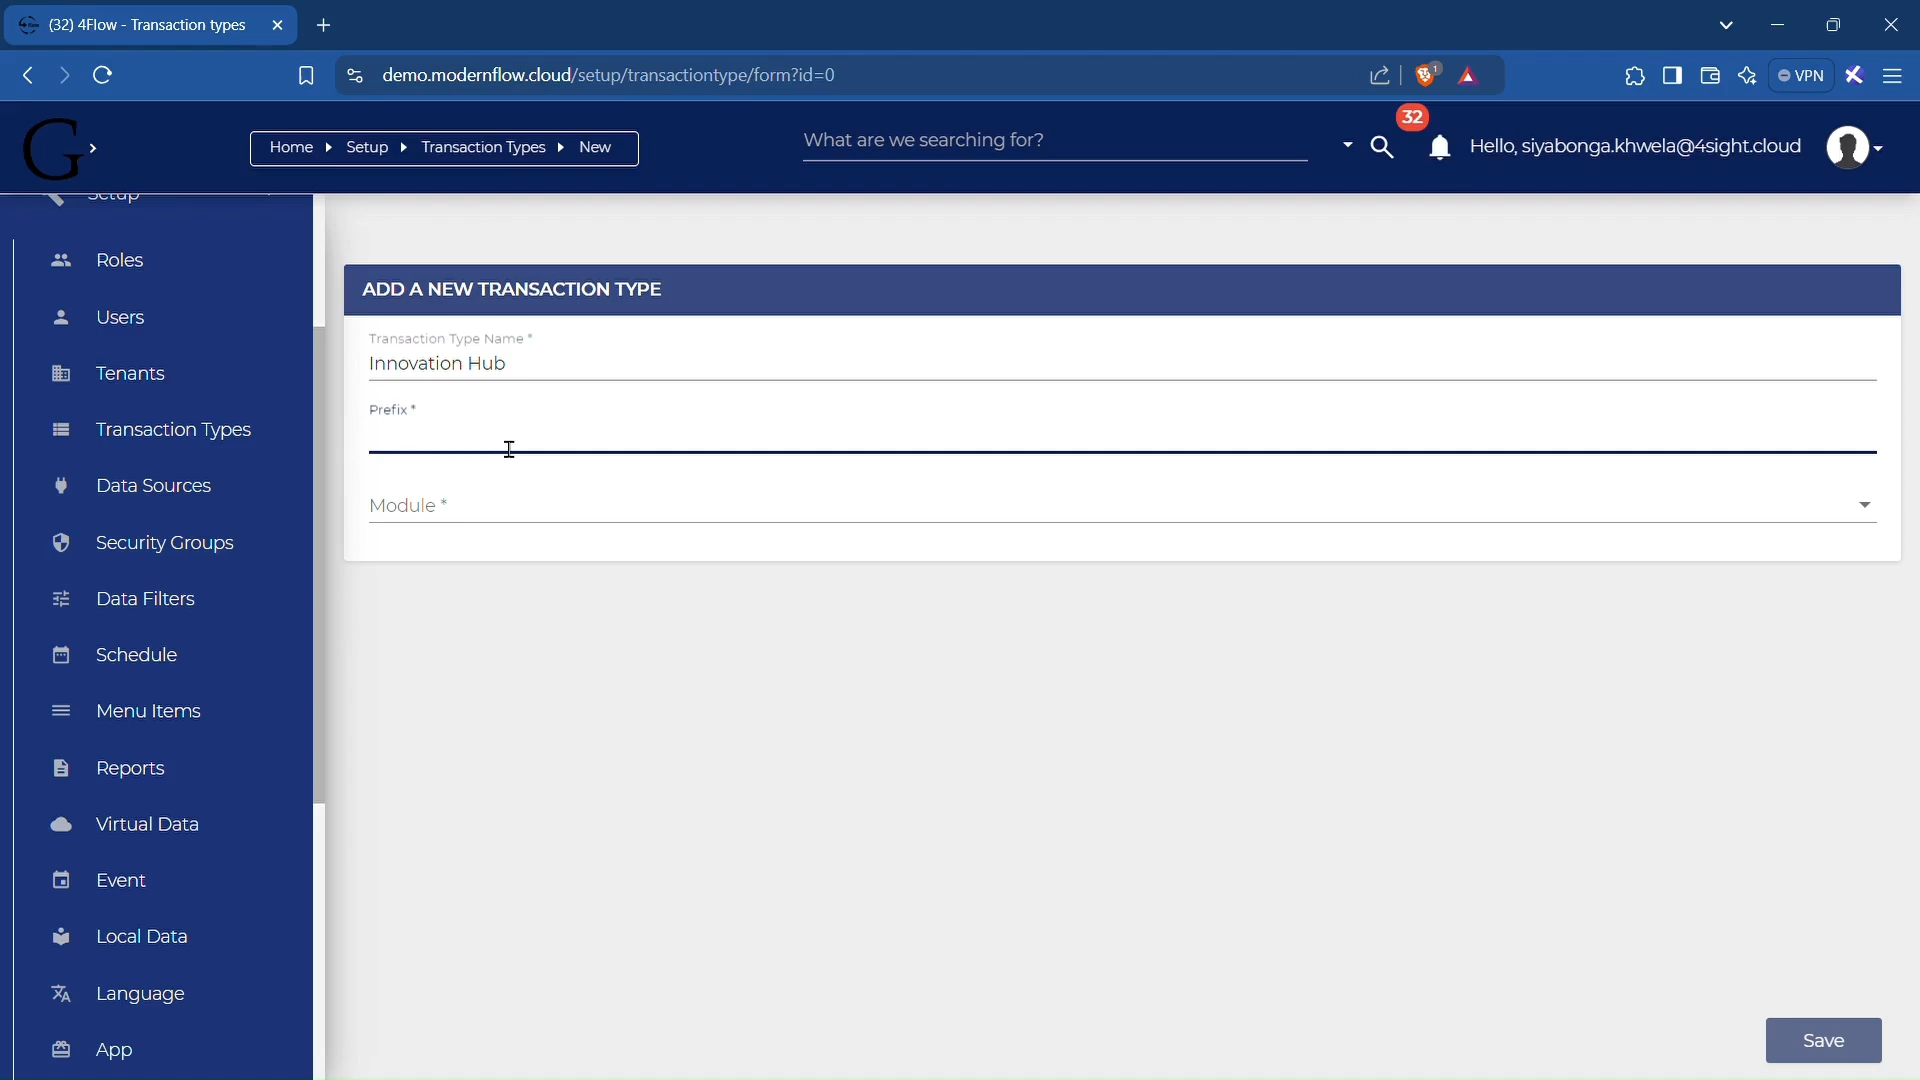 (32) 4Flow - Transaction types
demo.modernflow.cloud/setup/transactiontype/form?id=0
1
VPN
G
Home Setup Transaction Types New
What are we searching for?
32
Hello, siyabonga.khwela@4sight.cloud
Setup
Roles
Users
Tenants
Transaction Types
Data Sources
Security Groups
Data Filters
Schedule
Menu Items
Reports
Virtual Data
Event
Local Data
Language
App
ADD A NEW TRANSACTION TYPE
Transaction Type Name *
Innovation Hub
Prefix *
Module *
Save